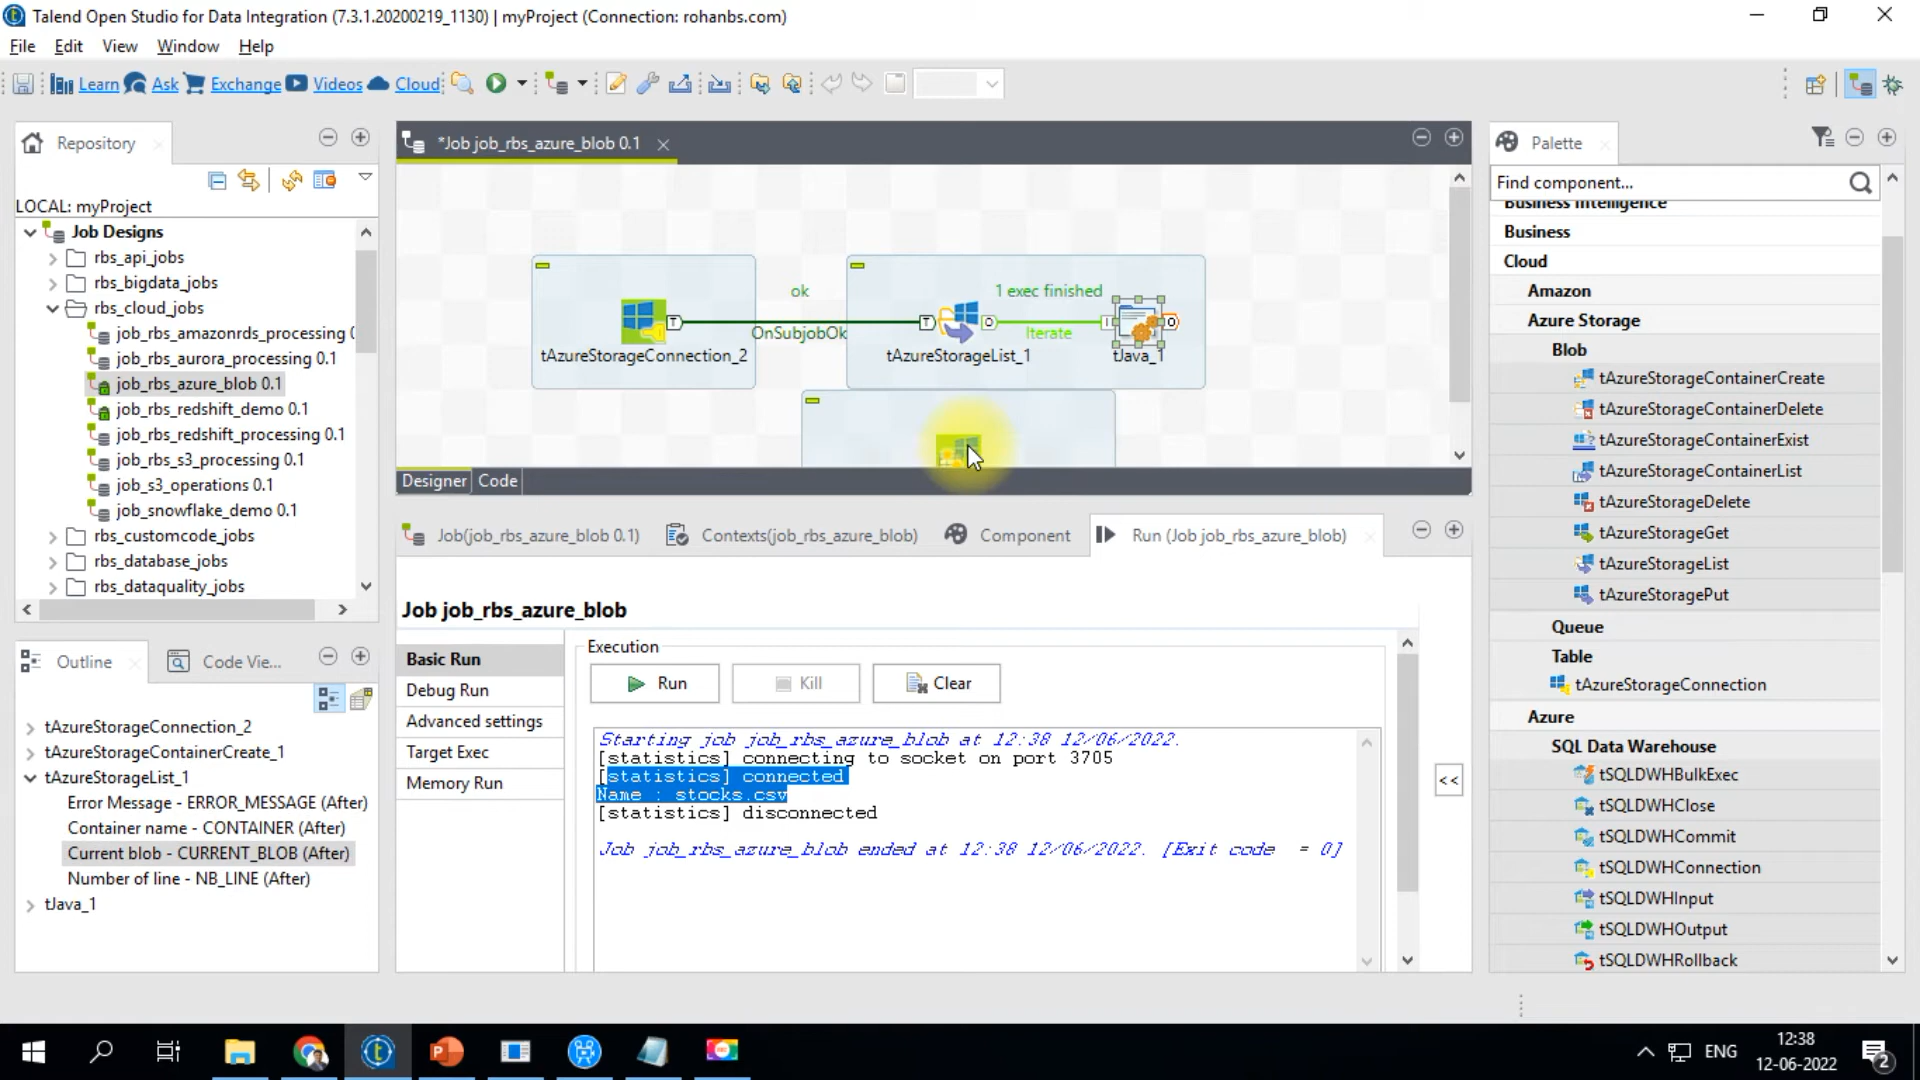 Talend Open Studio for Data Integration (7.3.1.20200219_1130) | myProject (Connection: rohanbs.com)
File Edit View Window Help
Learn Ask Exchange Videos Cloud
Repository
LOCAL: myProject
Job Designs
rbs_api_jobs
rbs_bigdata_jobs
rbs_cloud_jobs
job_rbs_amazonrds_processing 0
job_rbs_aurora_processing 0.1
job_rbs_azure_blob 0.1
job_rbs_redshift_demo 0.1
job_rbs_redshift_processing 0.1
job_rbs_s3_processing 0.1
job_s3_operations 0.1
job_snowflake_demo 0.1
rbs_customcode_jobs
rbs_database_jobs
rbs_dataquality_jobs
Outline Code Vie...
tAzureStorageConnection_2
tAzureStorageContainerCreate_1
tAzureStorageList_1
Error Message - ERROR_MESSAGE (After)
Container name - CONTAINER (After)
Current blob - CURRENT_BLOB (After)
Number of line - NB_LINE (After)
tJava_1
*Job job_rbs_azure_blob 0.1
ok
1 exec finished
OnSubjobOk
Iterate
tAzureStorageConnection_2
tAzureStorageList_1
tJava_1
Designer Code
Job(job_rbs_azure_blob 0.1) Contexts(job_rbs_azure_blob) Component Run (Job job_rbs_azure_blob)
Job job_rbs_azure_blob
Basic Run
Debug Run
Advanced settings
Target Exec
Memory Run
Execution
Run Kill Clear
Starting job job_rbs_azure_blob at 12:38 12/06/2022.
[statistics] connecting to socket on port 3705
[statistics] connected
Name : stocks.csv
[statistics] disconnected
Job job_rbs_azure_blob ended at 12:38 12/06/2022. [Exit code = 0]
<<
Palette
Find component...
Business Intelligence
Business
Cloud
Amazon
Azure Storage
Blob
tAzureStorageContainerCreate
tAzureStorageContainerDelete
tAzureStorageContainerExist
tAzureStorageContainerList
tAzureStorageDelete
tAzureStorageGet
tAzureStorageList
tAzureStoragePut
Queue
Table
tAzureStorageConnection
Azure
SQL Data Warehouse
tSQLDWHBulkExec
tSQLDWHClose
tSQLDWHCommit
tSQLDWHConnection
tSQLDWHInput
tSQLDWHOutput
tSQLDWHRollback
ENG
12:38
12-06-2022
2